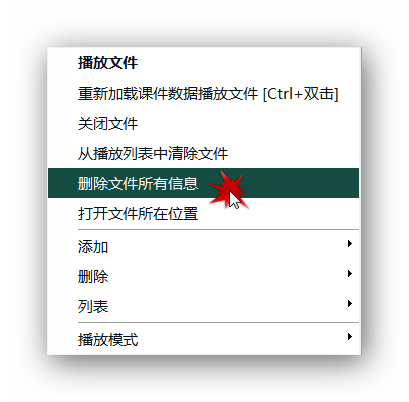 播放文件
重新加载课件数据播放文件 [Ctrl+双击]
关闭文件
从播放列表中清除文件
删除文件所有信息
打开文件所在位置
添加
删除
列表
播放模式